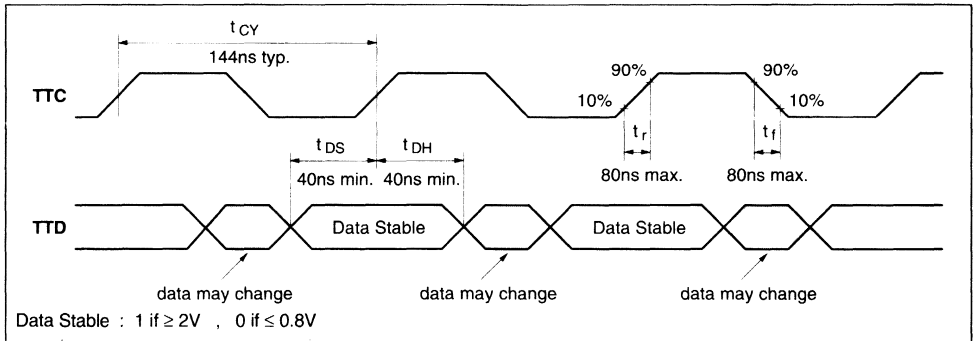 t CY
144ns typ.
TTC
90%
90%
10%
10%
t r
t f
t DS
t DH
40ns min.
40ns min.
80ns max.
80ns max.
TTD
Data Stable
Data Stable
data may change
data may change
data may change
Data Stable : 1 if ≥ 2V , 0 if ≤ 0.8V